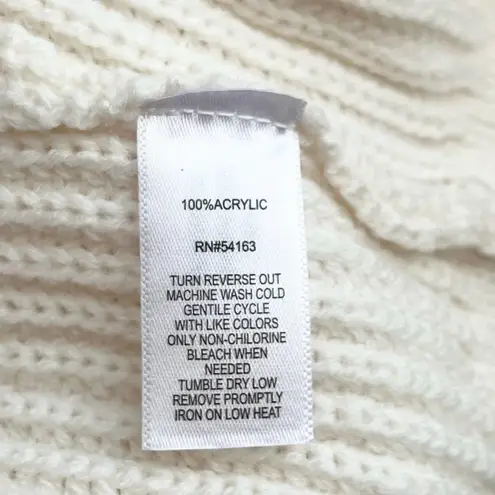 100%ACRYLIC
RN#54163
TURN REVERSE OUT
MACHINE WASH COLD
GENTILE CYCLE
WITH LIKE COLORS
ONLY NON-CHILORINE
BLEACH WHEN
NEEDED
TUMBLE DRY LOW
REMOVE PROMPTLY
IRON ON LOW HEAT